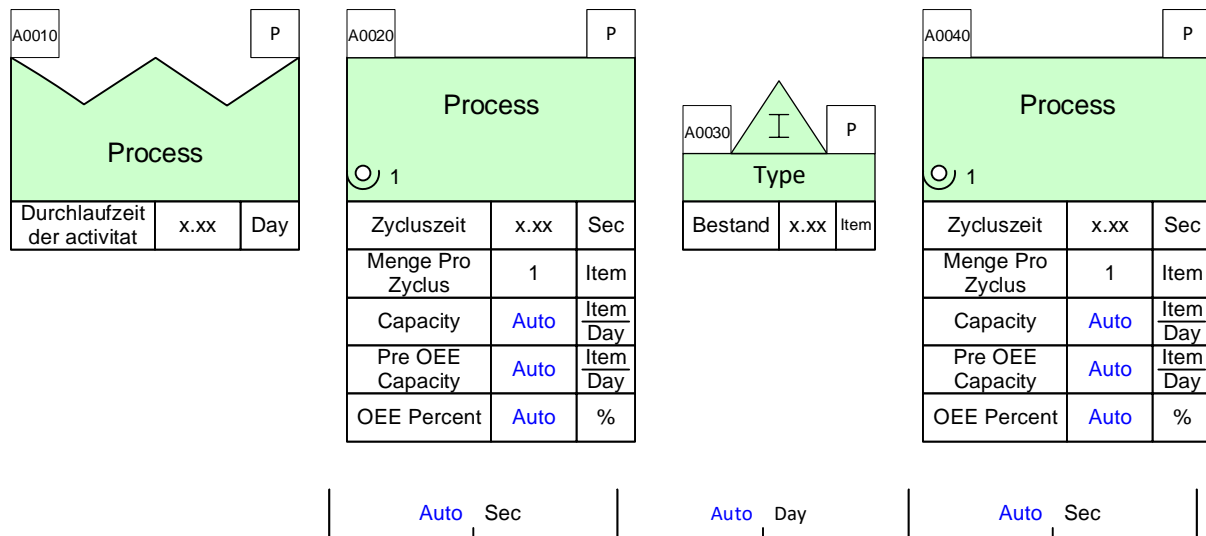 A0010
P
Process
Durchlaufzeit
der activitat
x.xx
Day
A0020
P
Process
1
Zycluszeit
x.xx
Sec
Menge Pro
Zyclus
1
Item
Capacity
Auto
Item
Day
Pre OEE
Capacity
Auto
Item
Day
OEE Percent
Auto
%
A0030
I
P
Type
Bestand
x.xx
Item
A0040
P
Process
1
Zycluszeit
x.xx
Sec
Menge Pro
Zyclus
1
Item
Capacity
Auto
Item
Day
Pre OEE
Capacity
Auto
Item
Day
OEE Percent
Auto
%
Auto Sec
Auto Day
Auto Sec